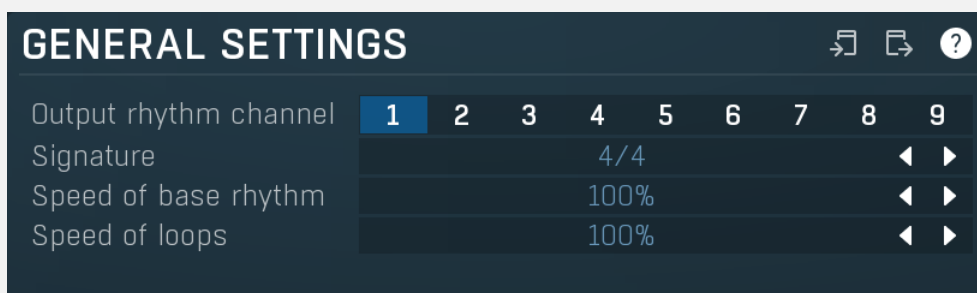 GENERAL SETTINGS ?
Output rhythm channel 1 2 3 4 5 6 7 8 9
Signature 4/4
Speed of base rhythm 100%
Speed of loops 100%